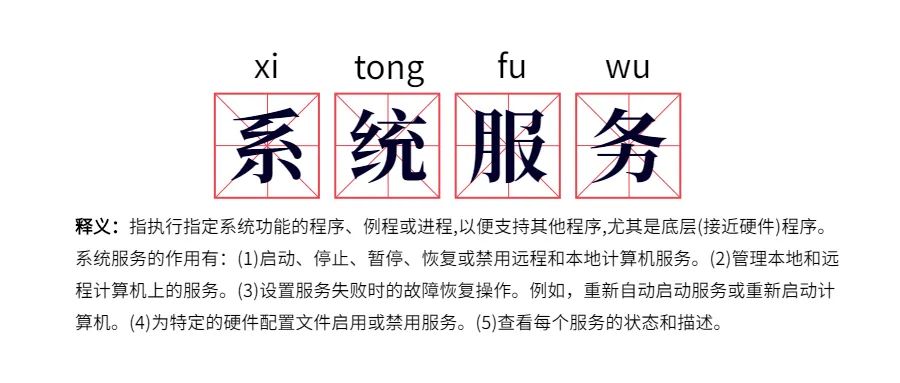 xi tong fu wu
系统服务
释义：指执行指定系统功能的程序、例程或进程,以便支持其他程序,尤其是底层(接近硬件)程序。
系统服务的作用有：(1)启动、停止、暂停、恢复或禁用远程和本地计算机服务。(2)管理本地和远
程计算机上的服务。(3)设置服务失败时的故障恢复操作。例如，重新自动启动服务或重新启动计
算机。(4)为特定的硬件配置文件启用或禁用服务。(5)查看每个服务的状态和描述。